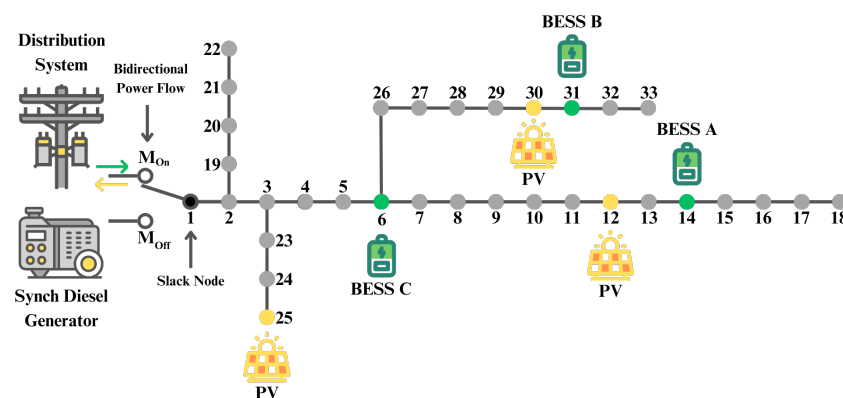 BESS B
Distribution
System
22
Bidirectional
Power Flow
21
26
27
28
29
30
31
32
33
BESS A
20
PV
M On
19
3
4
5
1
2
6
7
8
9
10
11
12
13
14
15
16
17
18
M Off
23
Slack Node
24
BESS C
PV
Synch Diesel
Generator
25
PV